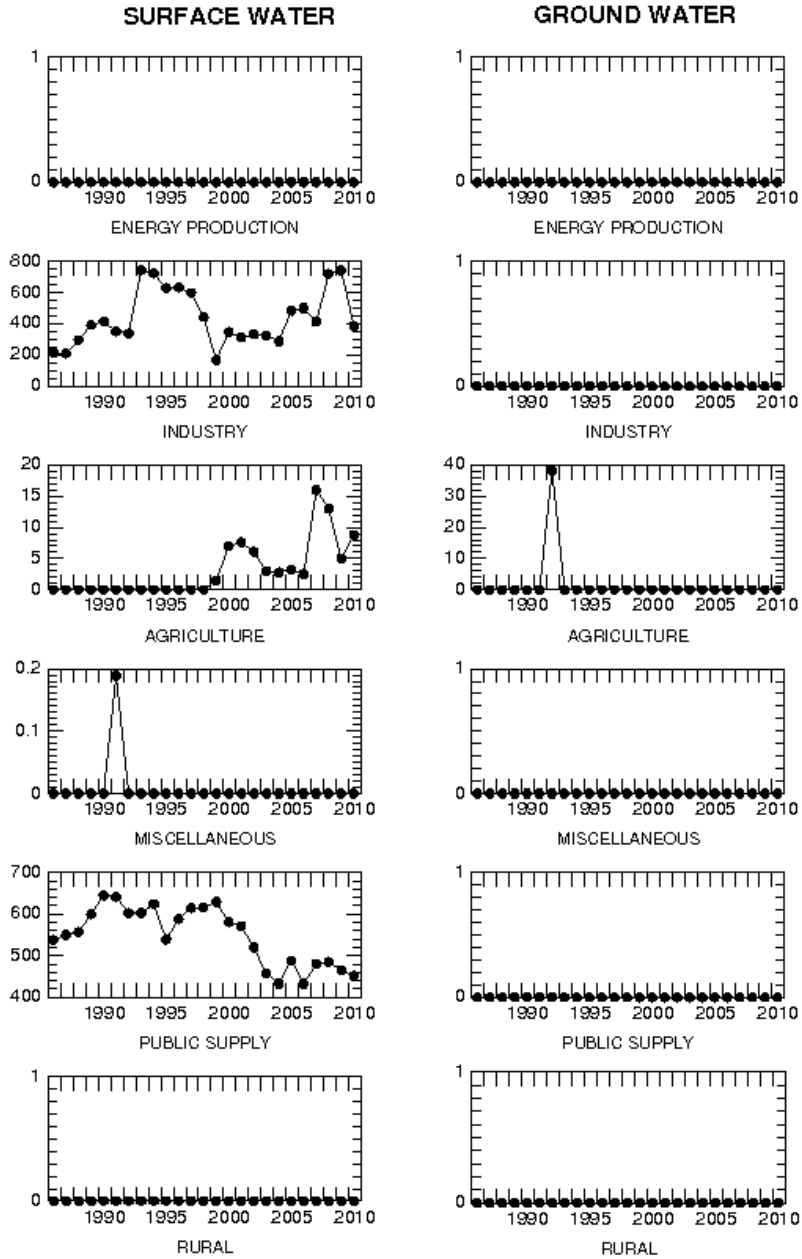 SURFACE WATER GROUND WATER
1 1
0 0
1990 1995 2000 2005 2010 1990 1995 2000 2005 2010
ENERGY PRODUCTION ENERGY PRODUCTION
800 1
600
400
200
0 0
1990 1995 2000 2005 2010 1990 1995 2000 2005 2010
INDUSTRY INDUSTRY
20 40
15 30
10 20
5 10
0 0
1990 1995 2000 2005 2010 1990 1995 2000 2005 2010
AGRICULTURE AGRICULTURE
0.2 1
0.1
0 0
1990 1995 2000 2005 2010 1990 1995 2000 2005 2010
MISCELLANEOUS MISCELLANEOUS
700 1
600
500
400 0
1990 1995 2000 2005 2010 1990 1995 2000 2005 2010
PUBLIC SUPPLY PUBLIC SUPPLY
1 1
0 0
1990 1995 2000 2005 2010 1990 1995 2000 2005 2010
RURAL RURAL